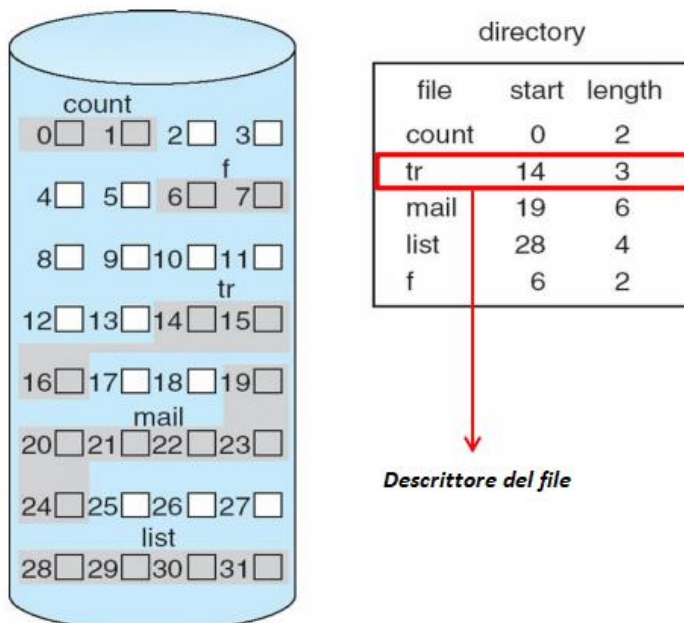 count
0 1 2 3
f
4 5 6 7
8 9 10 11
tr
12 13 14 15
16 17 18 19
mail
20 21 22 23
24 25 26 27
list
28 29 30 31
directory
file start length
count 0 2
tr 14 3
mail 19 6
list 28 4
f 6 2
Descrittore del file